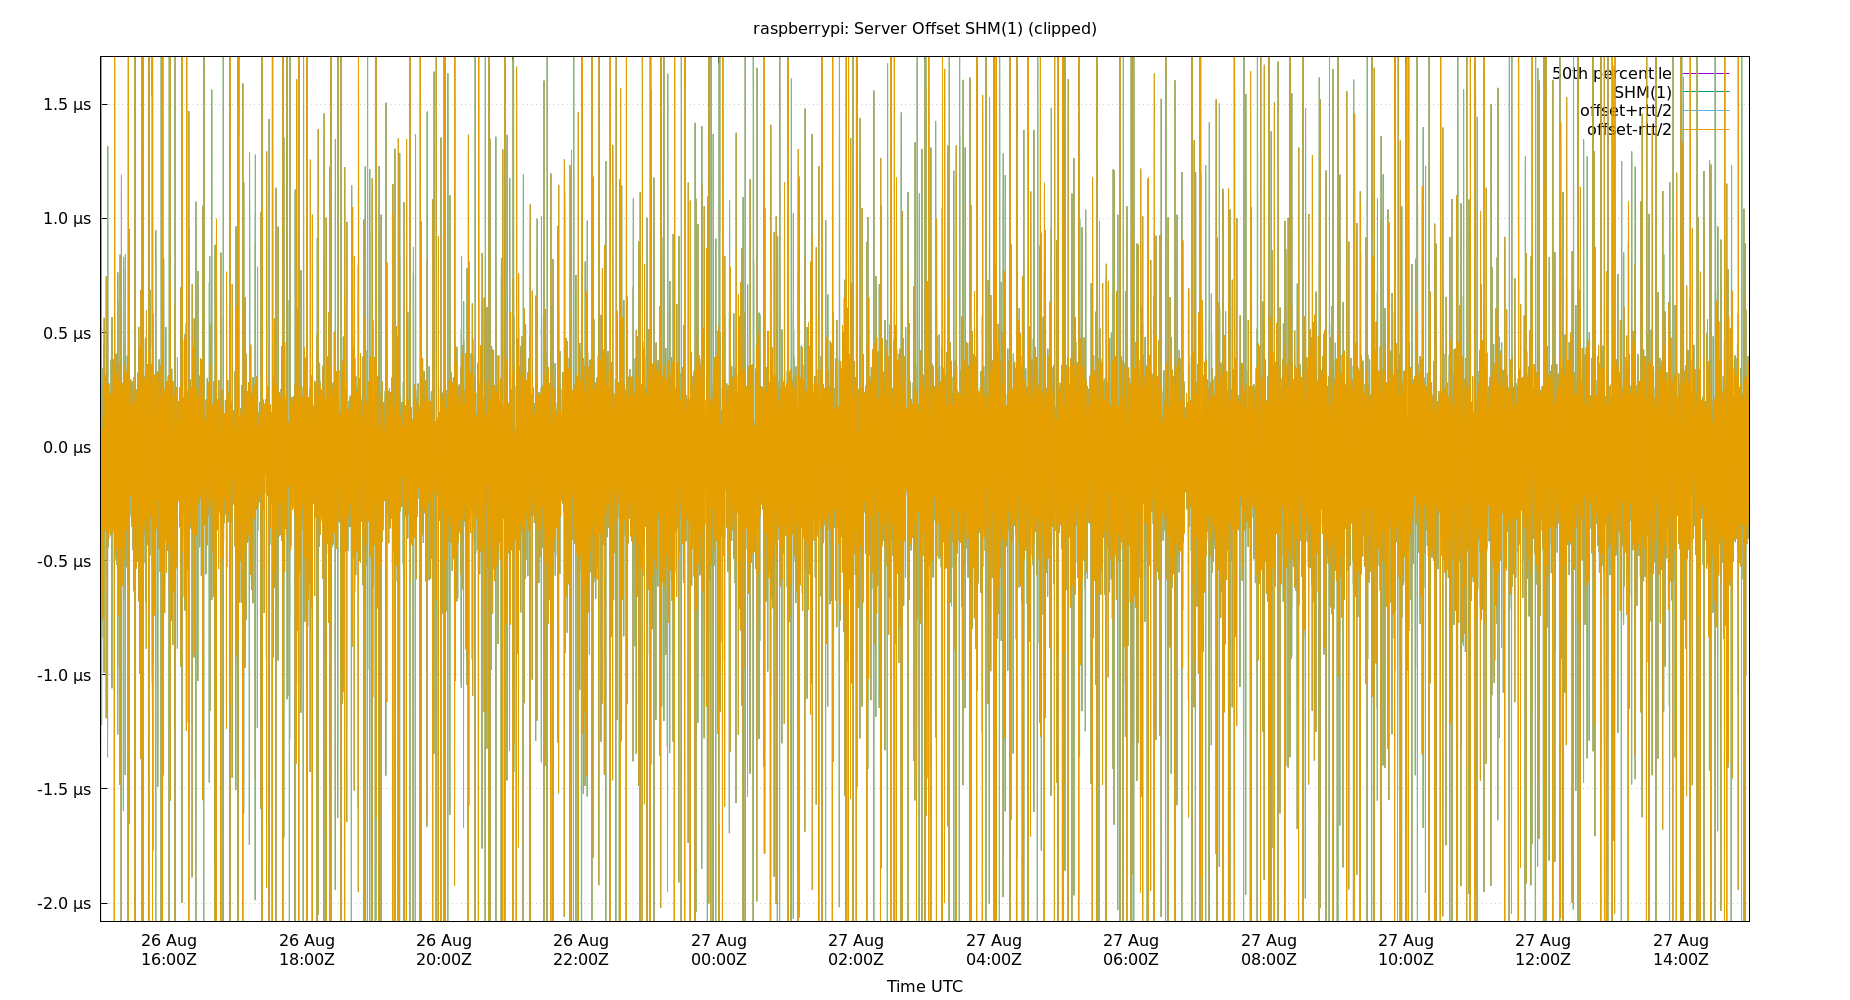 raspberrypi: Server Offset SHM(1) (clipped)
50th percentile
SHM(1)
offset+rtt/2
offset-rtt/2
1.5 µs
1.0 µs
0.5 µs
0.0 µs
-0.5 µs
-1.0 µs
-1.5 µs
-2.0 µs
26 Aug 26 Aug 26 Aug 26 Aug 27 Aug 27 Aug 27 Aug 27 Aug 27 Aug 27 Aug 27 Aug 27 Aug
16:00Z 18:00Z 20:00Z 22:00Z 00:00Z 02:00Z 04:00Z 06:00Z 08:00Z 10:00Z 12:00Z 14:00Z
Time UTC